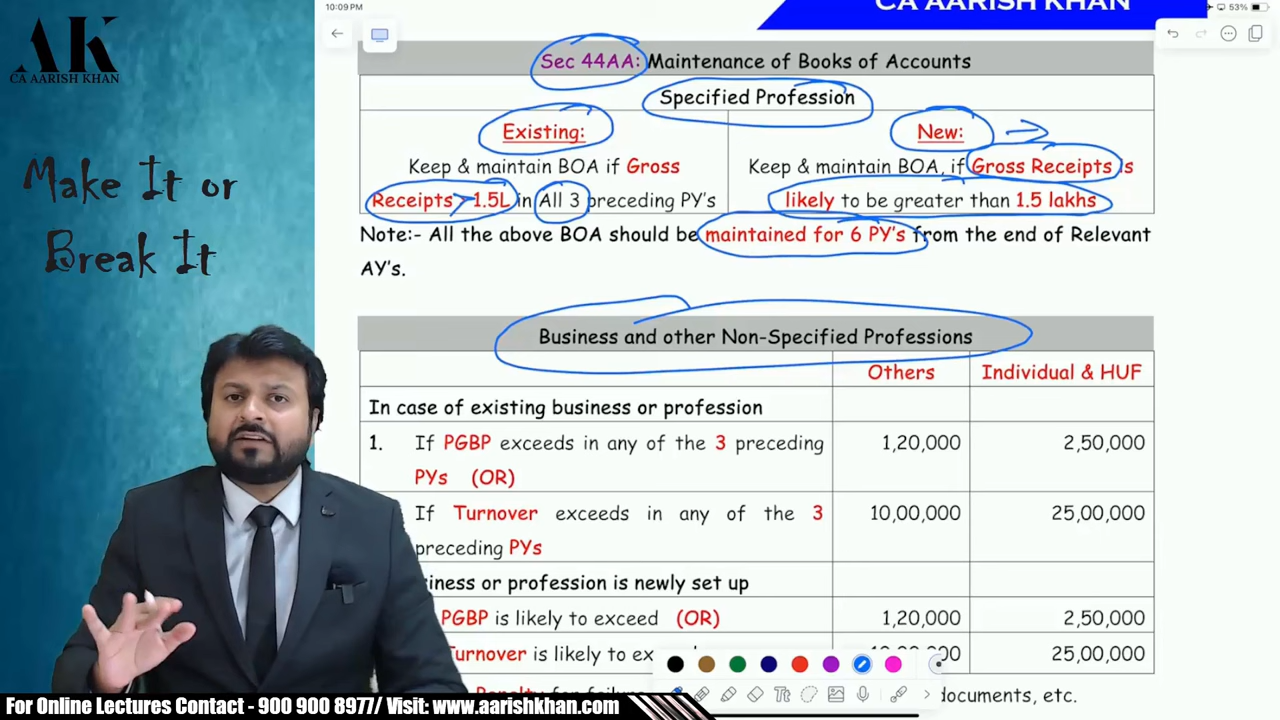 10:09 PM
53%
CA AARISH KHAN
AK
CA AARISH KHAN
Make It or
Break It
Sec 44AA: Maintenance of Books of Accounts
Specified Profession
Existing:
Keep & maintain BOA if Gross
Receipts > 1.5L in All 3 preceding PY's
New:
Keep & maintain BOA, if Gross Receipts is
likely to be greater than 1.5 lakhs
Note:- All the above BOA should be maintained for 6 PY's from the end of Relevant
AY's.
Business and other Non-Specified Professions
Others Individual & HUF
In case of existing business or profession
1. If PGBP exceeds in any of the 3 preceding
PYs (OR)
1,20,000 2,50,000
If Turnover exceeds in any of the 3
preceding PYs
10,00,000 25,00,000
or profession is newly set up
PGBP is likely to exceed (OR) 1,20,000 2,50,000
Turnover is likely to 25,00,000
Penalty for documents, etc.
Tt
For Online Lectures Contact - 900 900 8977/ Visit: www.aarishkhan.com